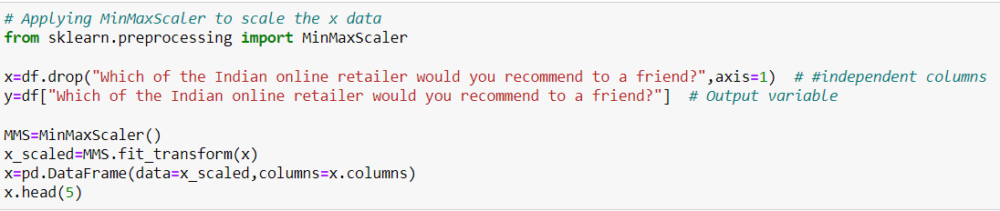 # Applying MinMaxScaler to scale the x data
from sklearn.preprocessing import MinMaxScaler
x=df.drop("Which of the Indian online retailer would you recommend to a friend?",axis=1)  # #independent columns
y=df["Which of the Indian online retailer would you recommend to a friend?"]  # Output variable
MMS=MinMaxScaler()
x_scaled=MMS.fit_transform(x)
x=pd.DataFrame(data=x_scaled,columns=x.columns)
x.head(5)